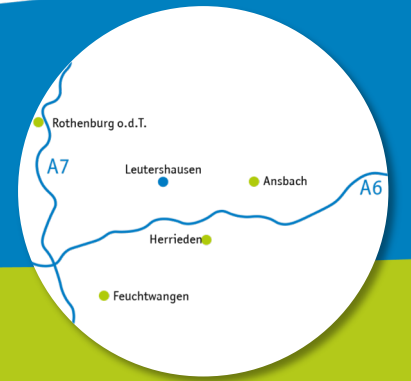 Rothenburg o.d.T.
A7
Leutershausen
Ansbach
A6
Herrieden
Feuchtwangen